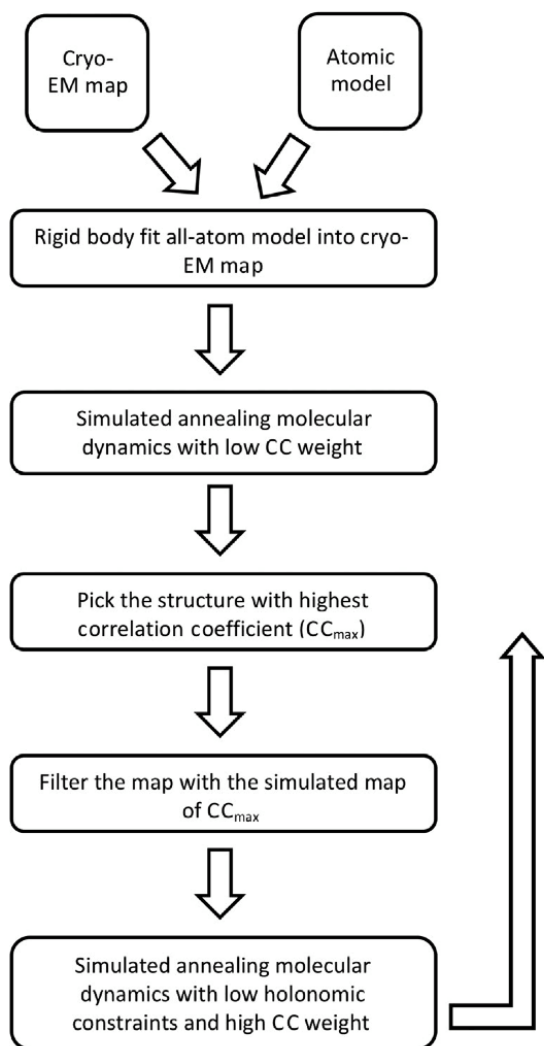 Cryo-
EM map
Atomic
model
Rigid body fit all-atom model into cryo-
EM map
Simulated annealing molecular
dynamics with low CC weight
Pick the structure with highest
correlation coefficient (CCmax)
Filter the map with the simulated map
of CCmax
Simulated annealing molecular
dynamics with low holonomic
constraints and high CC weight